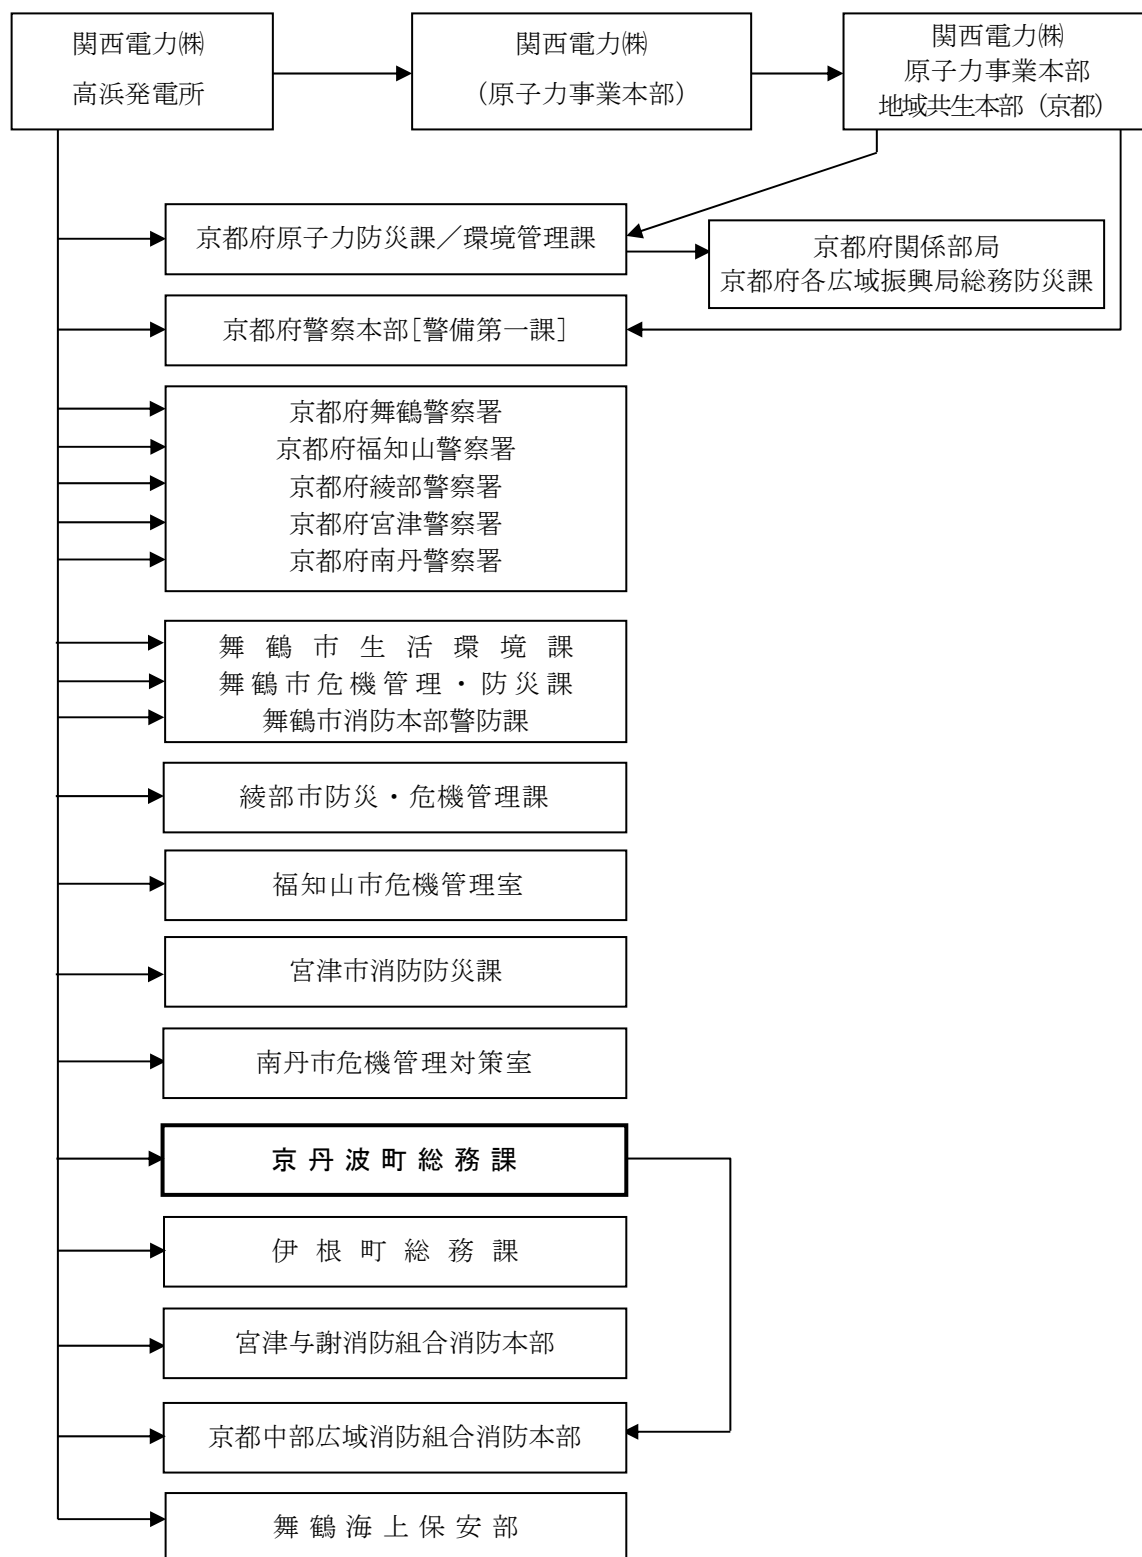 関西電力㈱
高浜発電所
関西電力㈱
(原子力事業本部)
関西電力㈱
原子力事業本部
地域共生本部（京都）
京都府原子力防災課／環境管理課
京都府関係部局
京都府各広域振興局総務防災課
京都府警察本部[警備第一課]
京都府舞鶴警察署
京都府福知山警察署
京都府綾部警察署
京都府宮津警察署
京都府南丹警察署
舞鶴市生活環境課
舞鶴市危機管理・防災課
舞鶴市消防本部警防課
綾部市防災・危機管理課
福知山市危機管理室
宮津市消防防災課
南丹市危機管理対策室
京丹波町総務課
伊根町総務課
宮津与謝消防組合消防本部
京都中部広域消防組合消防本部
舞鶴海上保安部